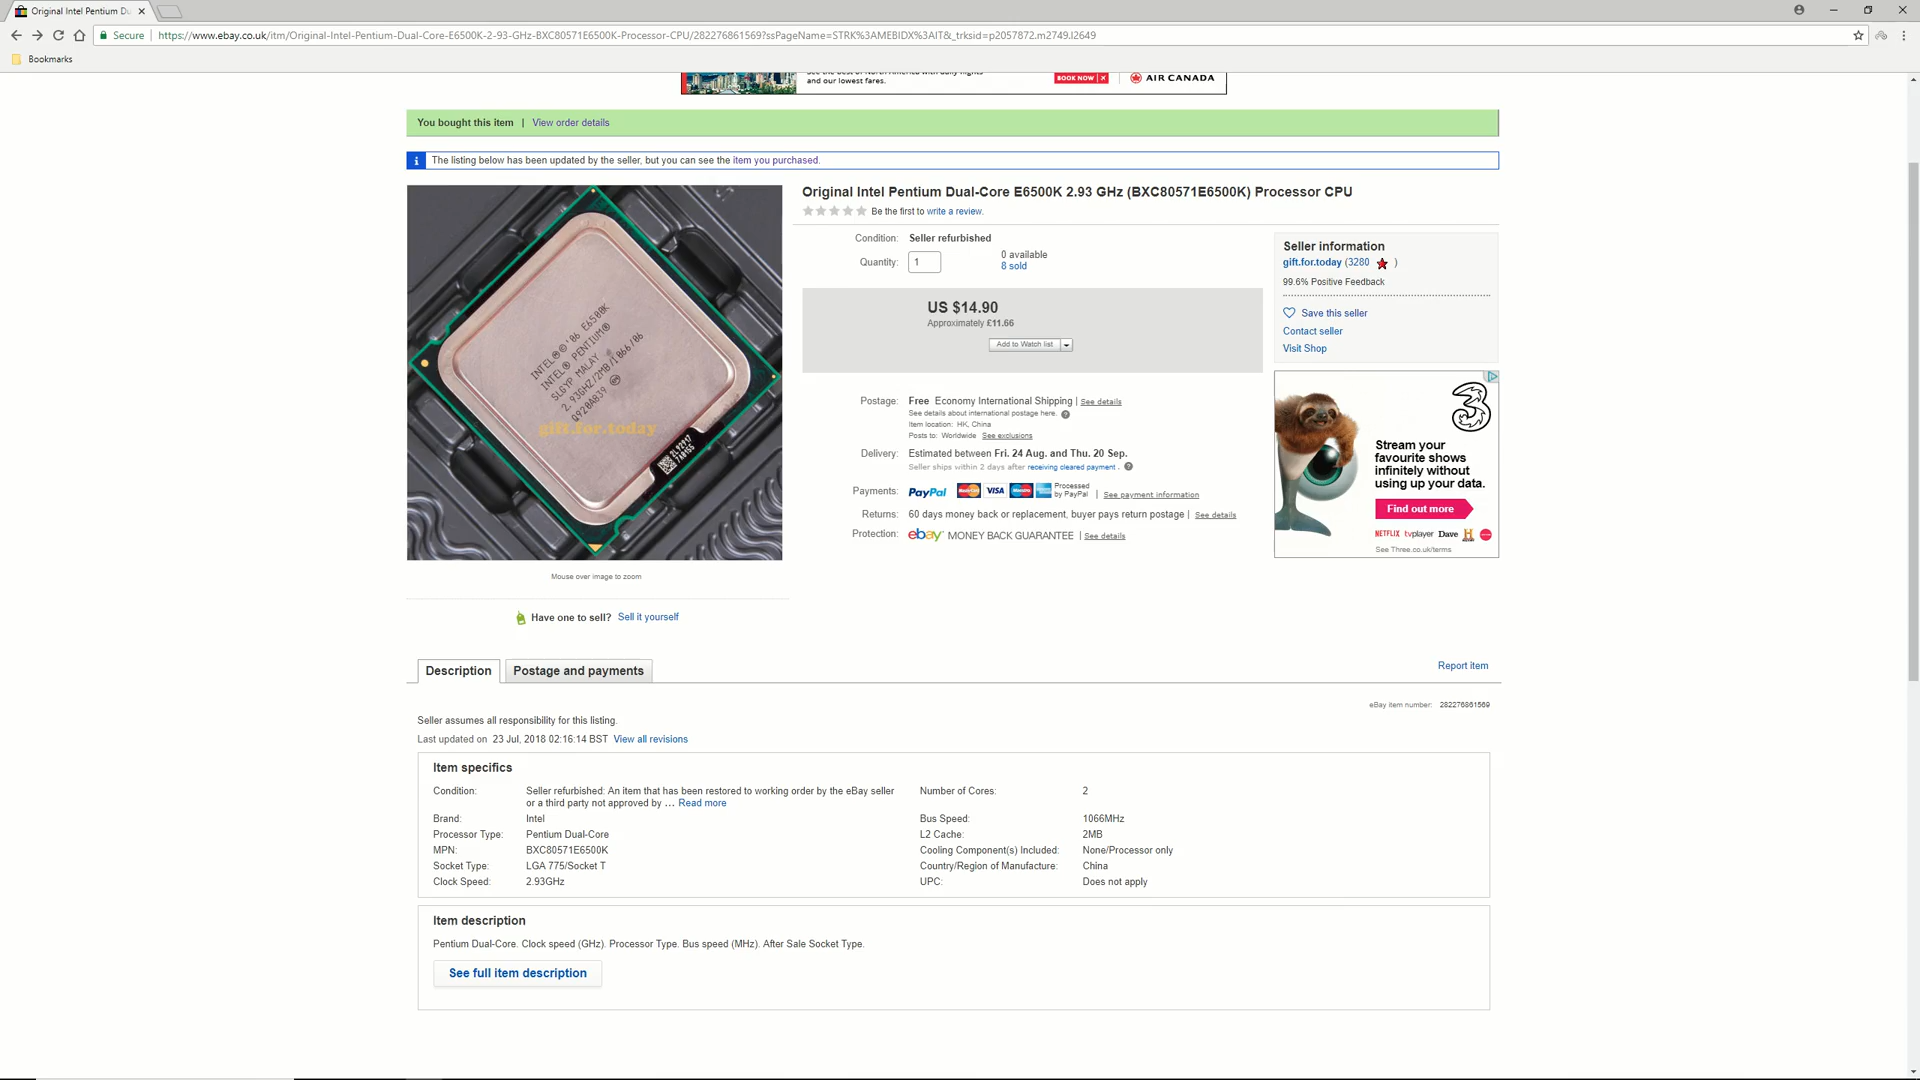 Original Intel Pentium Du
Secure | https://www.ebay.co.uk/itm/Original-Intel-Pentium-Dual-Core-E6500K-2-93-GHz-BXC80571E6500K-Processor-CPU/282276861569?ssPageName=STRK%3AMEBIDX%3AIT&_trksid=p2057872.m2749.l2649
Bookmarks
and our lowest fares.
BOOK NOW
AIR CANADA
You bought this item | View order details
The listing below has been updated by the seller, but you can see the item you purchased.
Original Intel Pentium Dual-Core E6500K 2.93 GHz (BXC80571E6500K) Processor CPU
Be the first to write a review.
Condition: Seller refurbished
Quantity: 1
0 available
8 sold
US $14.90
Approximately £11.66
Add to Watch list
Postage: Free Economy International Shipping | See details
See details about international postage here.
Item location: HK, China
Posts to: Worldwide See exclusions
Delivery: Estimated between Fri. 24 Aug. and Thu. 20 Sep.
Seller ships within 2 days after receiving cleared payment.
Payments: PayPal MasterCard VISA Processed by PayPal | See payment information
Returns: 60 days money back or replacement, buyer pays return postage | See details
Protection: ebay MONEY BACK GUARANTEE | See details
Seller information
gift.for.today (3280 )
99.6% Positive Feedback
Save this seller
Contact seller
Visit Shop
3
Stream your
favourite shows
infinitely without
using up your data.
Find out more
NETFLIX tvplayer Dave H
See Three.co.uk/terms
INTEL®©'06 E6500K
INTEL® PENTIUM®
SLGYP MALAY
2.93GHZ/2MB/1066/06
Q920A839
gift.for.today
2L92017
7A0155
Mouse over image to zoom
Have one to sell? Sell it yourself
Description
Postage and payments
Report item
eBay item number: 282276861569
Seller assumes all responsibility for this listing.
Last updated on 23 Jul, 2018 02:16:14 BST View all revisions
Item specifics
Condition: Seller refurbished: An item that has been restored to working order by the eBay seller
or a third party not approved by ... Read more
Brand: Intel
Processor Type: Pentium Dual-Core
MPN: BXC80571E6500K
Socket Type: LGA 775/Socket T
Clock Speed: 2.93GHz
Number of Cores: 2
Bus Speed: 1066MHz
L2 Cache: 2MB
Cooling Component(s) Included: None/Processor only
Country/Region of Manufacture: China
UPC: Does not apply
Item description
Pentium Dual-Core. Clock speed (GHz). Processor Type. Bus speed (MHz). After Sale Socket Type.
See full item description